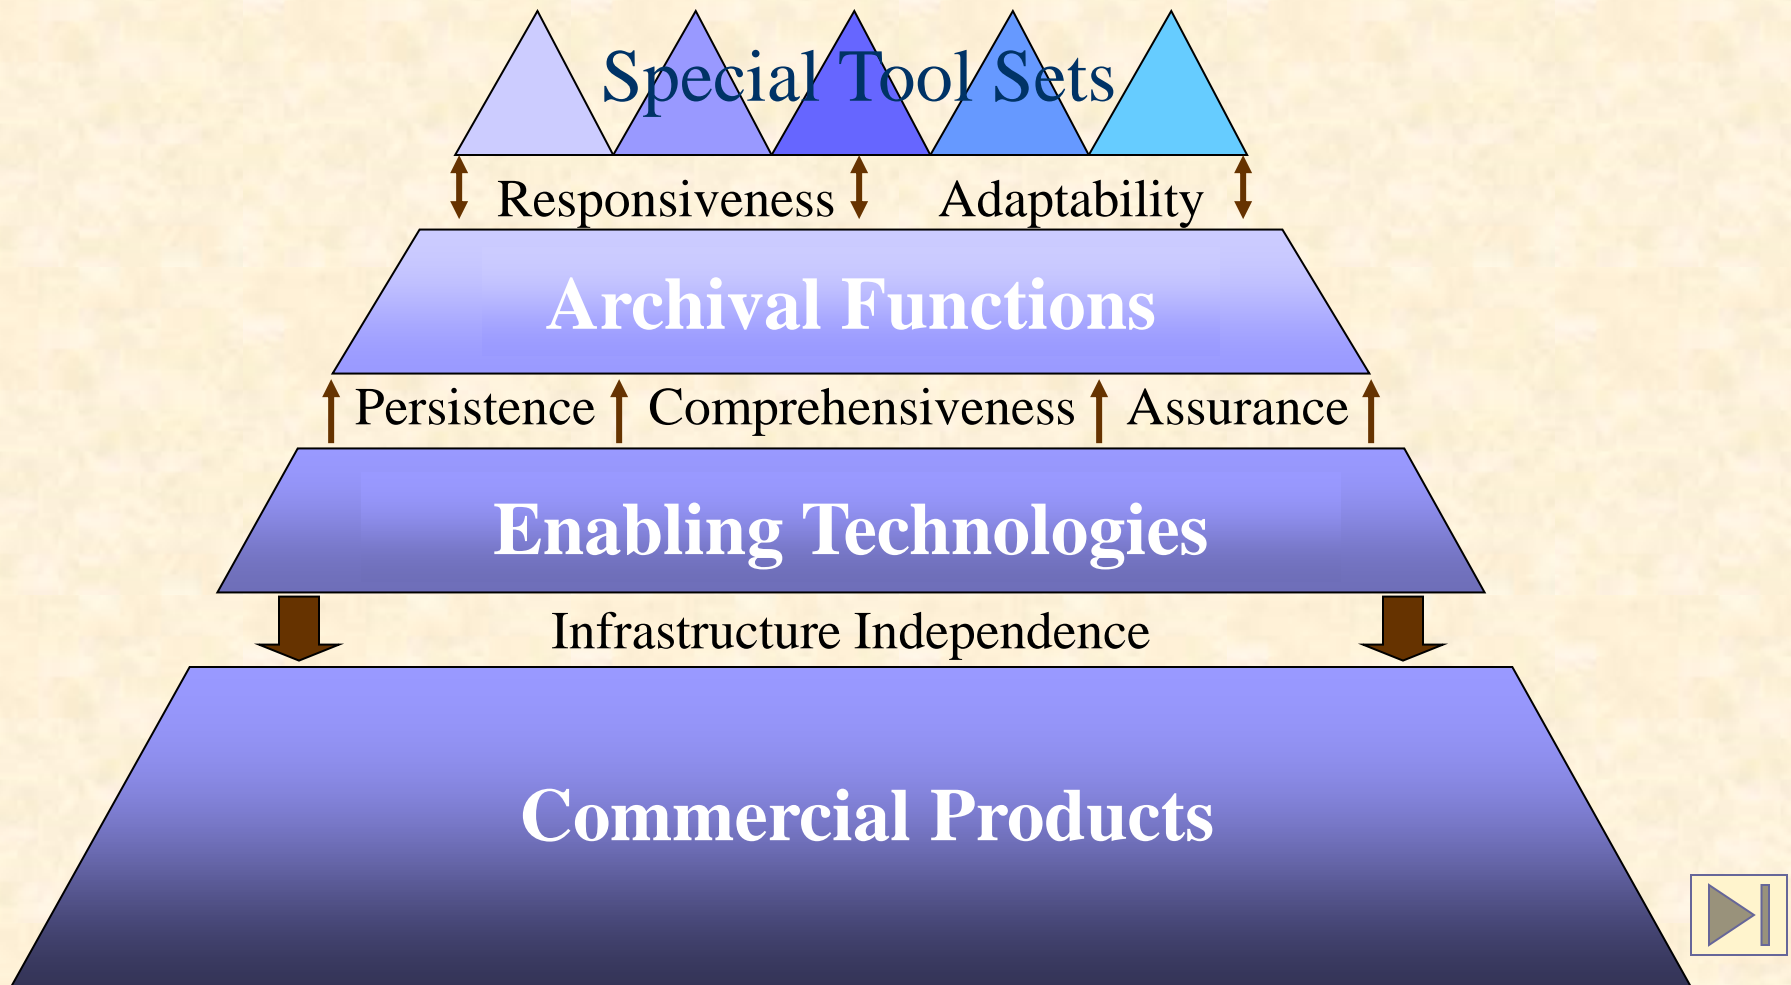 Special Tool Sets
Responsiveness Adaptability
Archival Functions
Persistence Comprehensiveness Assurance
Enabling Technologies
Infrastructure Independence
Commercial Products